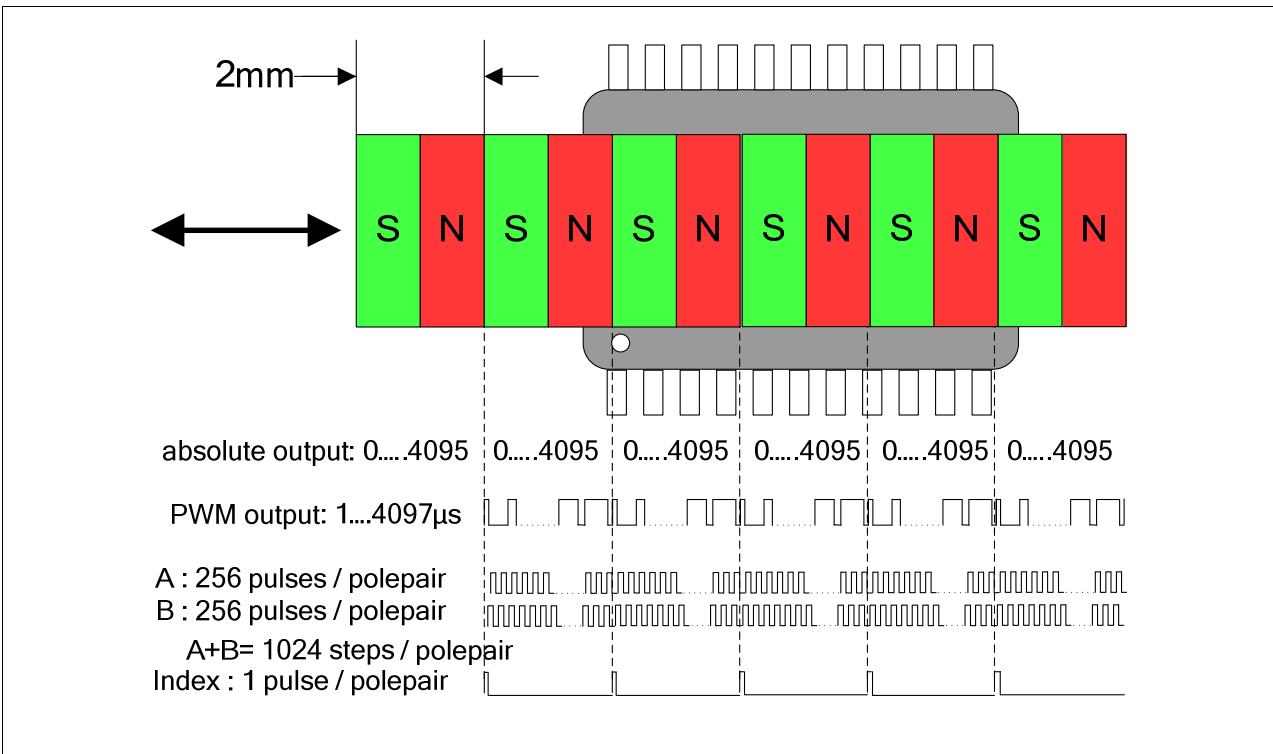 2mm
S N S N S N S N S N S N
absolute output: 0.....4095 0.....4095 0.....4095 0.....4095 0.....4095 0.....4095
PWM output: 1....4097µs
A : 256 pulses / polepair
B : 256 pulses / polepair
A+B= 1024 steps / polepair
Index : 1 pulse / polepair